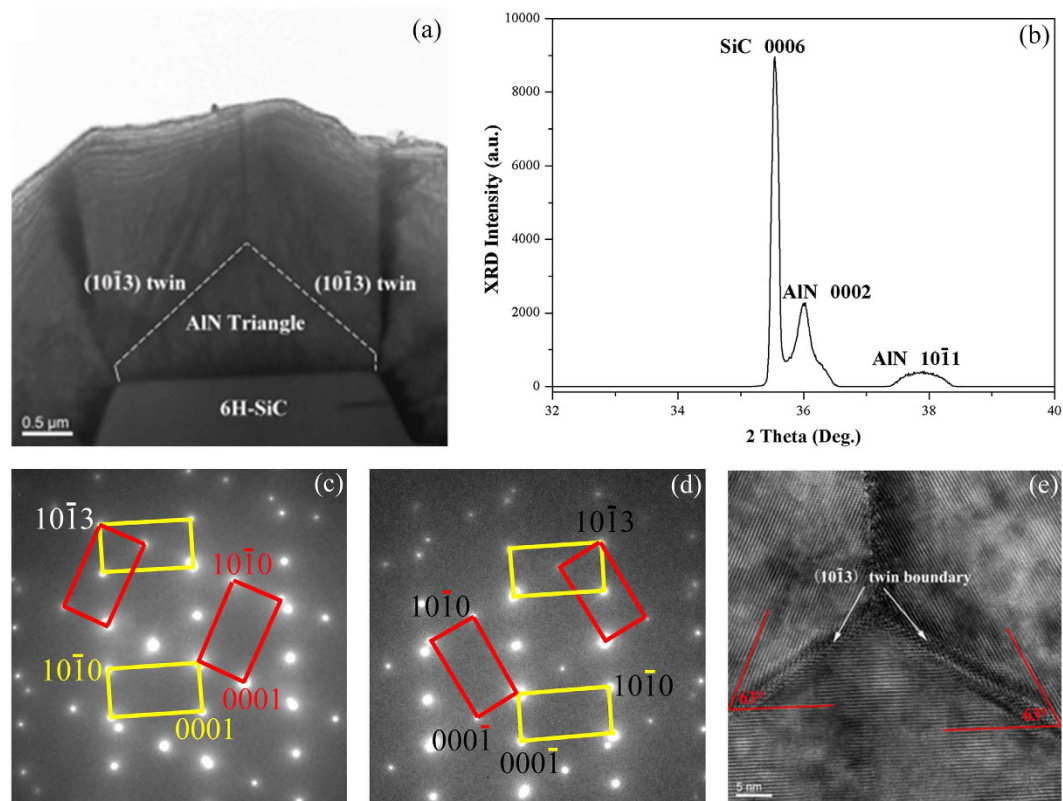 (a)
(101̄3) twin
(101̄3) twin
AlN Triangle
6H-SiC
0.5 μm
(b)
10000
8000
6000
4000
2000
0
XRD Intensity (a.u.)
SiC 0006
AlN 0002
AlN 101̄1
32
34
36
38
40
2 Theta (Deg.)
(c)
101̄3
101̄0
101̄0
0001
0001
(d)
101̄3
101̄0
101̄0
0001̄
0001̄
(e)
(101̄3) twin boundary
63°
63°
5 nm